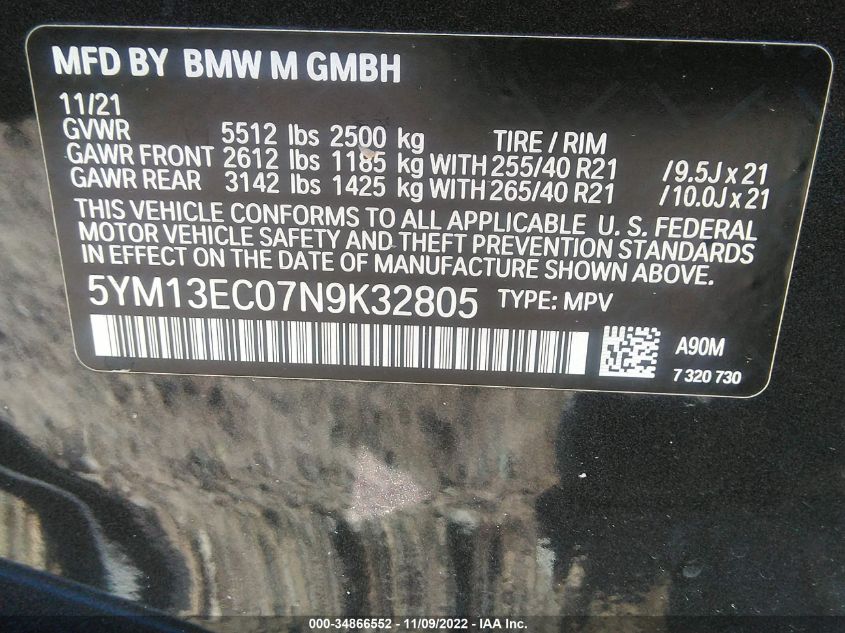 MFD BY BMW M GMBH
11/21
GVWR 5512 lbs 2500 kg TIRE / RIM
GAWR FRONT 2612 lbs 1185 kg WITH 255/40 R21 /9.5J x 21
GAWR REAR 3142 lbs 1425 kg WITH 265/40 R21 /10.0J x 21
THIS VEHICLE CONFORMS TO ALL APPLICABLE U. S. FEDERAL
MOTOR VEHICLE SAFETY AND THEFT PREVENTION STANDARDS
IN EFFECT ON THE DATE OF MANUFACTURE SHOWN ABOVE.
5YM13EC07N9K32805 TYPE: MPV
A90M
7 320 730
000-34866552 - 11/09/2022 - IAA Inc.